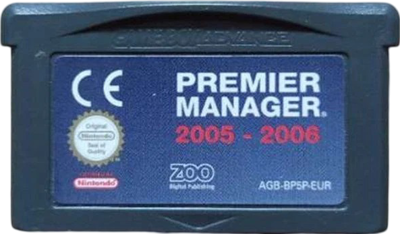 GAME BOY ADVANCE
CE
PREMIER
MANAGER
2005 - 2006
Original
Nintendo
Seal of
Quality
Nintendo
ZOO
Digital Publishing
AGB-BP5P-EUR